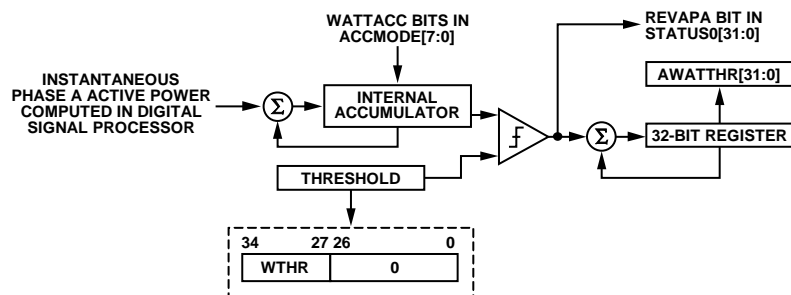 WATTACC BITS IN
ACCMODE[7:0]
REVAPA BIT IN
STATUS0[31:0]
INSTANTANEOUS
PHASE A ACTIVE POWER
COMPUTED IN DIGITAL
SIGNAL PROCESSOR
Σ
INTERNAL
ACCUMULATOR
THRESHOLD
AWATTHR[31:0]
Σ
32-BIT REGISTER
34 27 26 0
WTHR 0